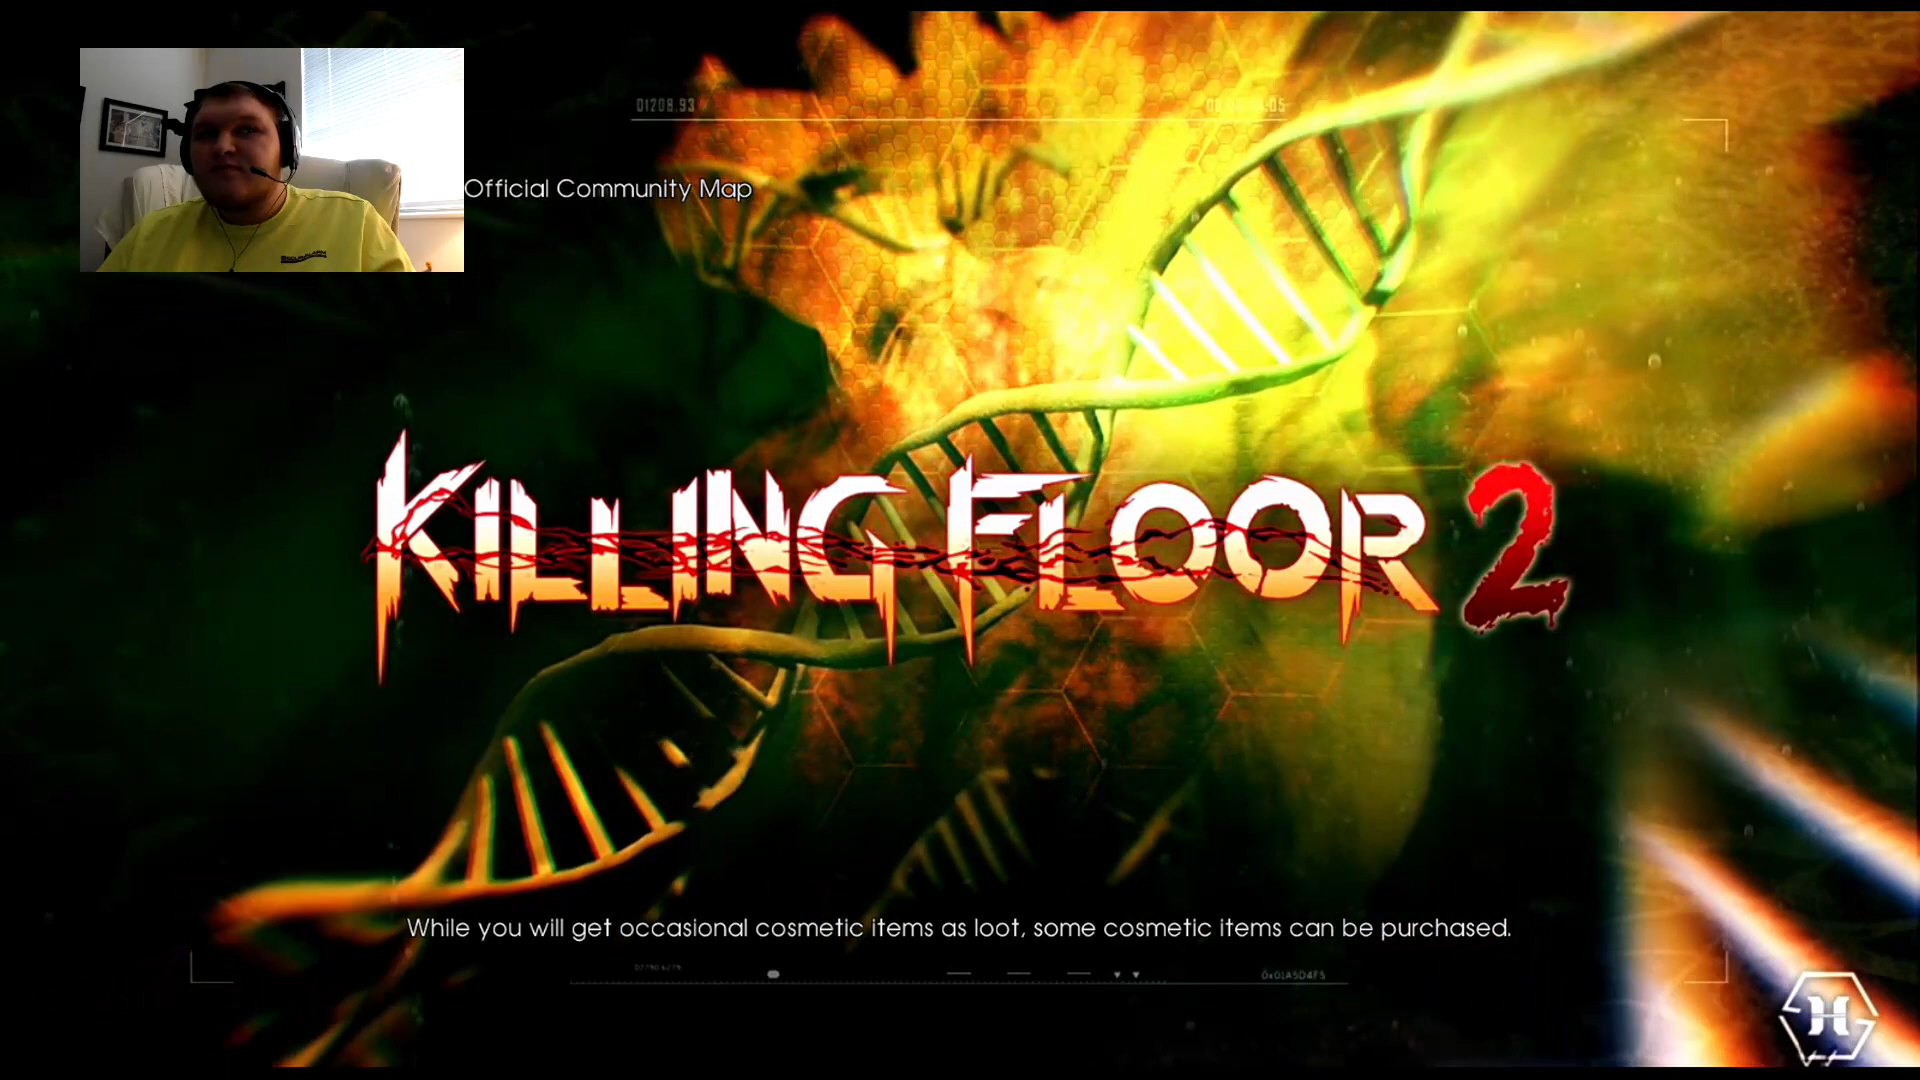 01208.93
Official Community Map
KILLING FLOOR 2
While you will get occasional cosmetic items as loot, some cosmetic items can be purchased.
0x01A5D4F5